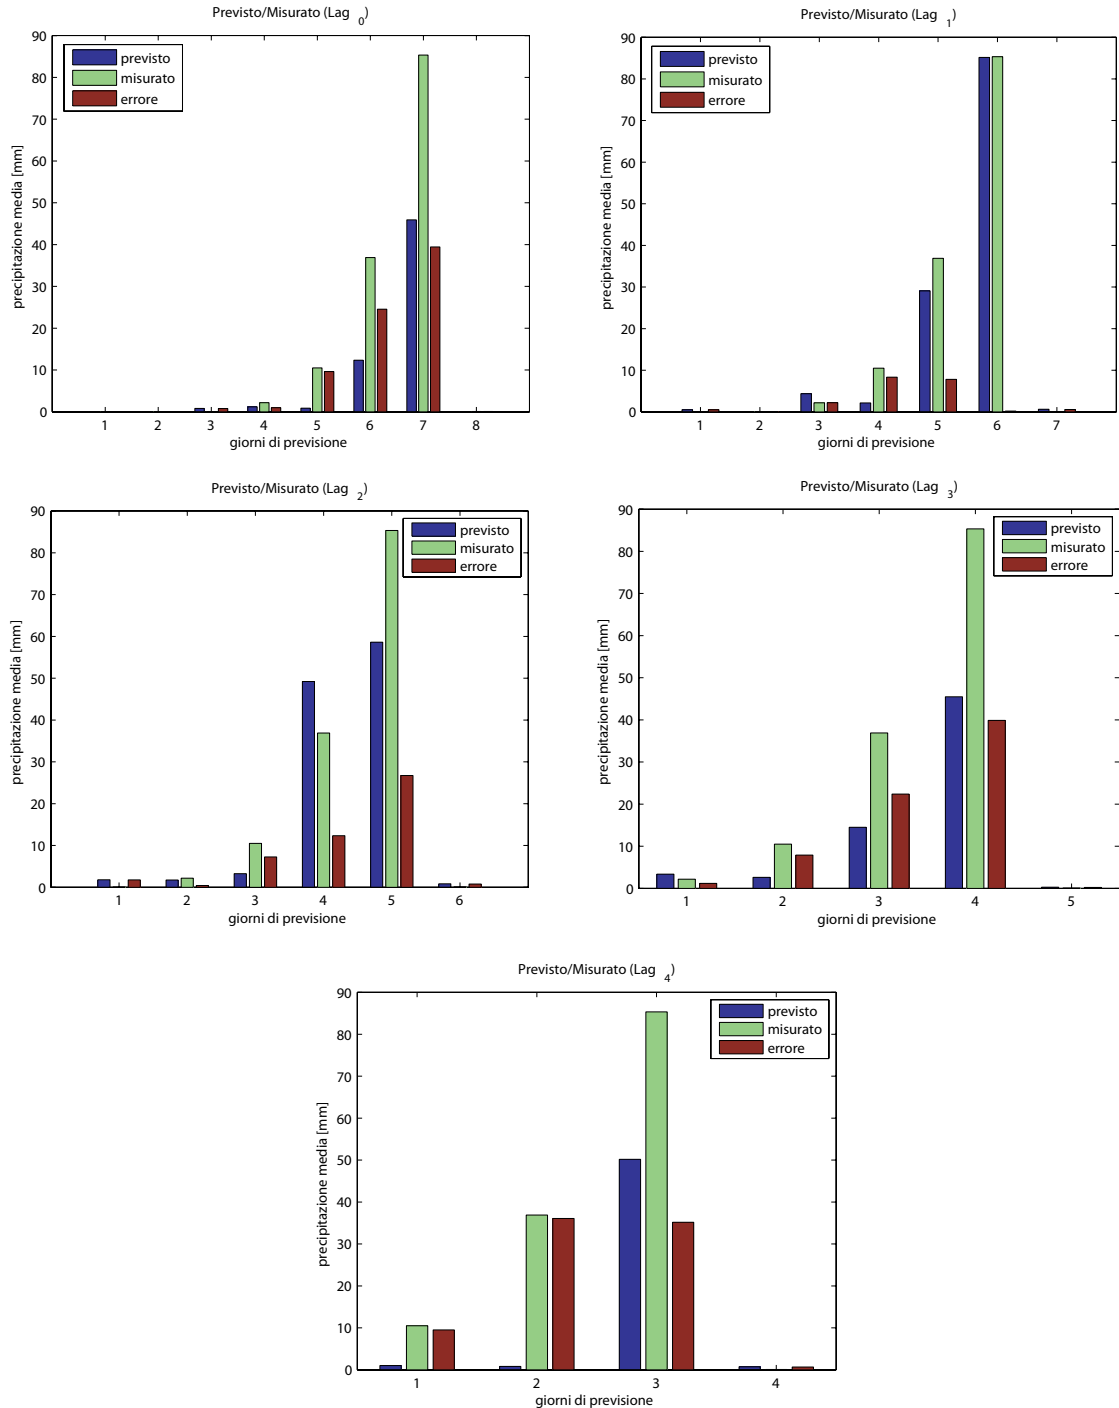 Previsto/Misurato (Lag 0)
90
80
70
60
50
40
30
20
10
0
precipitazione media [mm]
previsto
misurato
errore
1 2 3 4 5 6 7 8
giorni di previsione
Previsto/Misurato (Lag 1)
90
80
70
60
50
40
30
20
10
0
precipitazione media [mm]
previsto
misurato
errore
1 2 3 4 5 6 7
giorni di previsione
Previsto/Misurato (Lag 2)
90
80
70
60
50
40
30
20
10
0
precipitazione media [mm]
previsto
misurato
errore
1 2 3 4 5 6
giorni di previsione
Previsto/Misurato (Lag 3)
90
80
70
60
50
40
30
20
10
0
precipitazione media [mm]
previsto
misurato
errore
1 2 3 4 5
giorni di previsione
Previsto/Misurato (Lag 4)
90
80
70
60
50
40
30
20
10
0
precipitazione media [mm]
previsto
misurato
errore
1 2 3 4
giorni di previsione